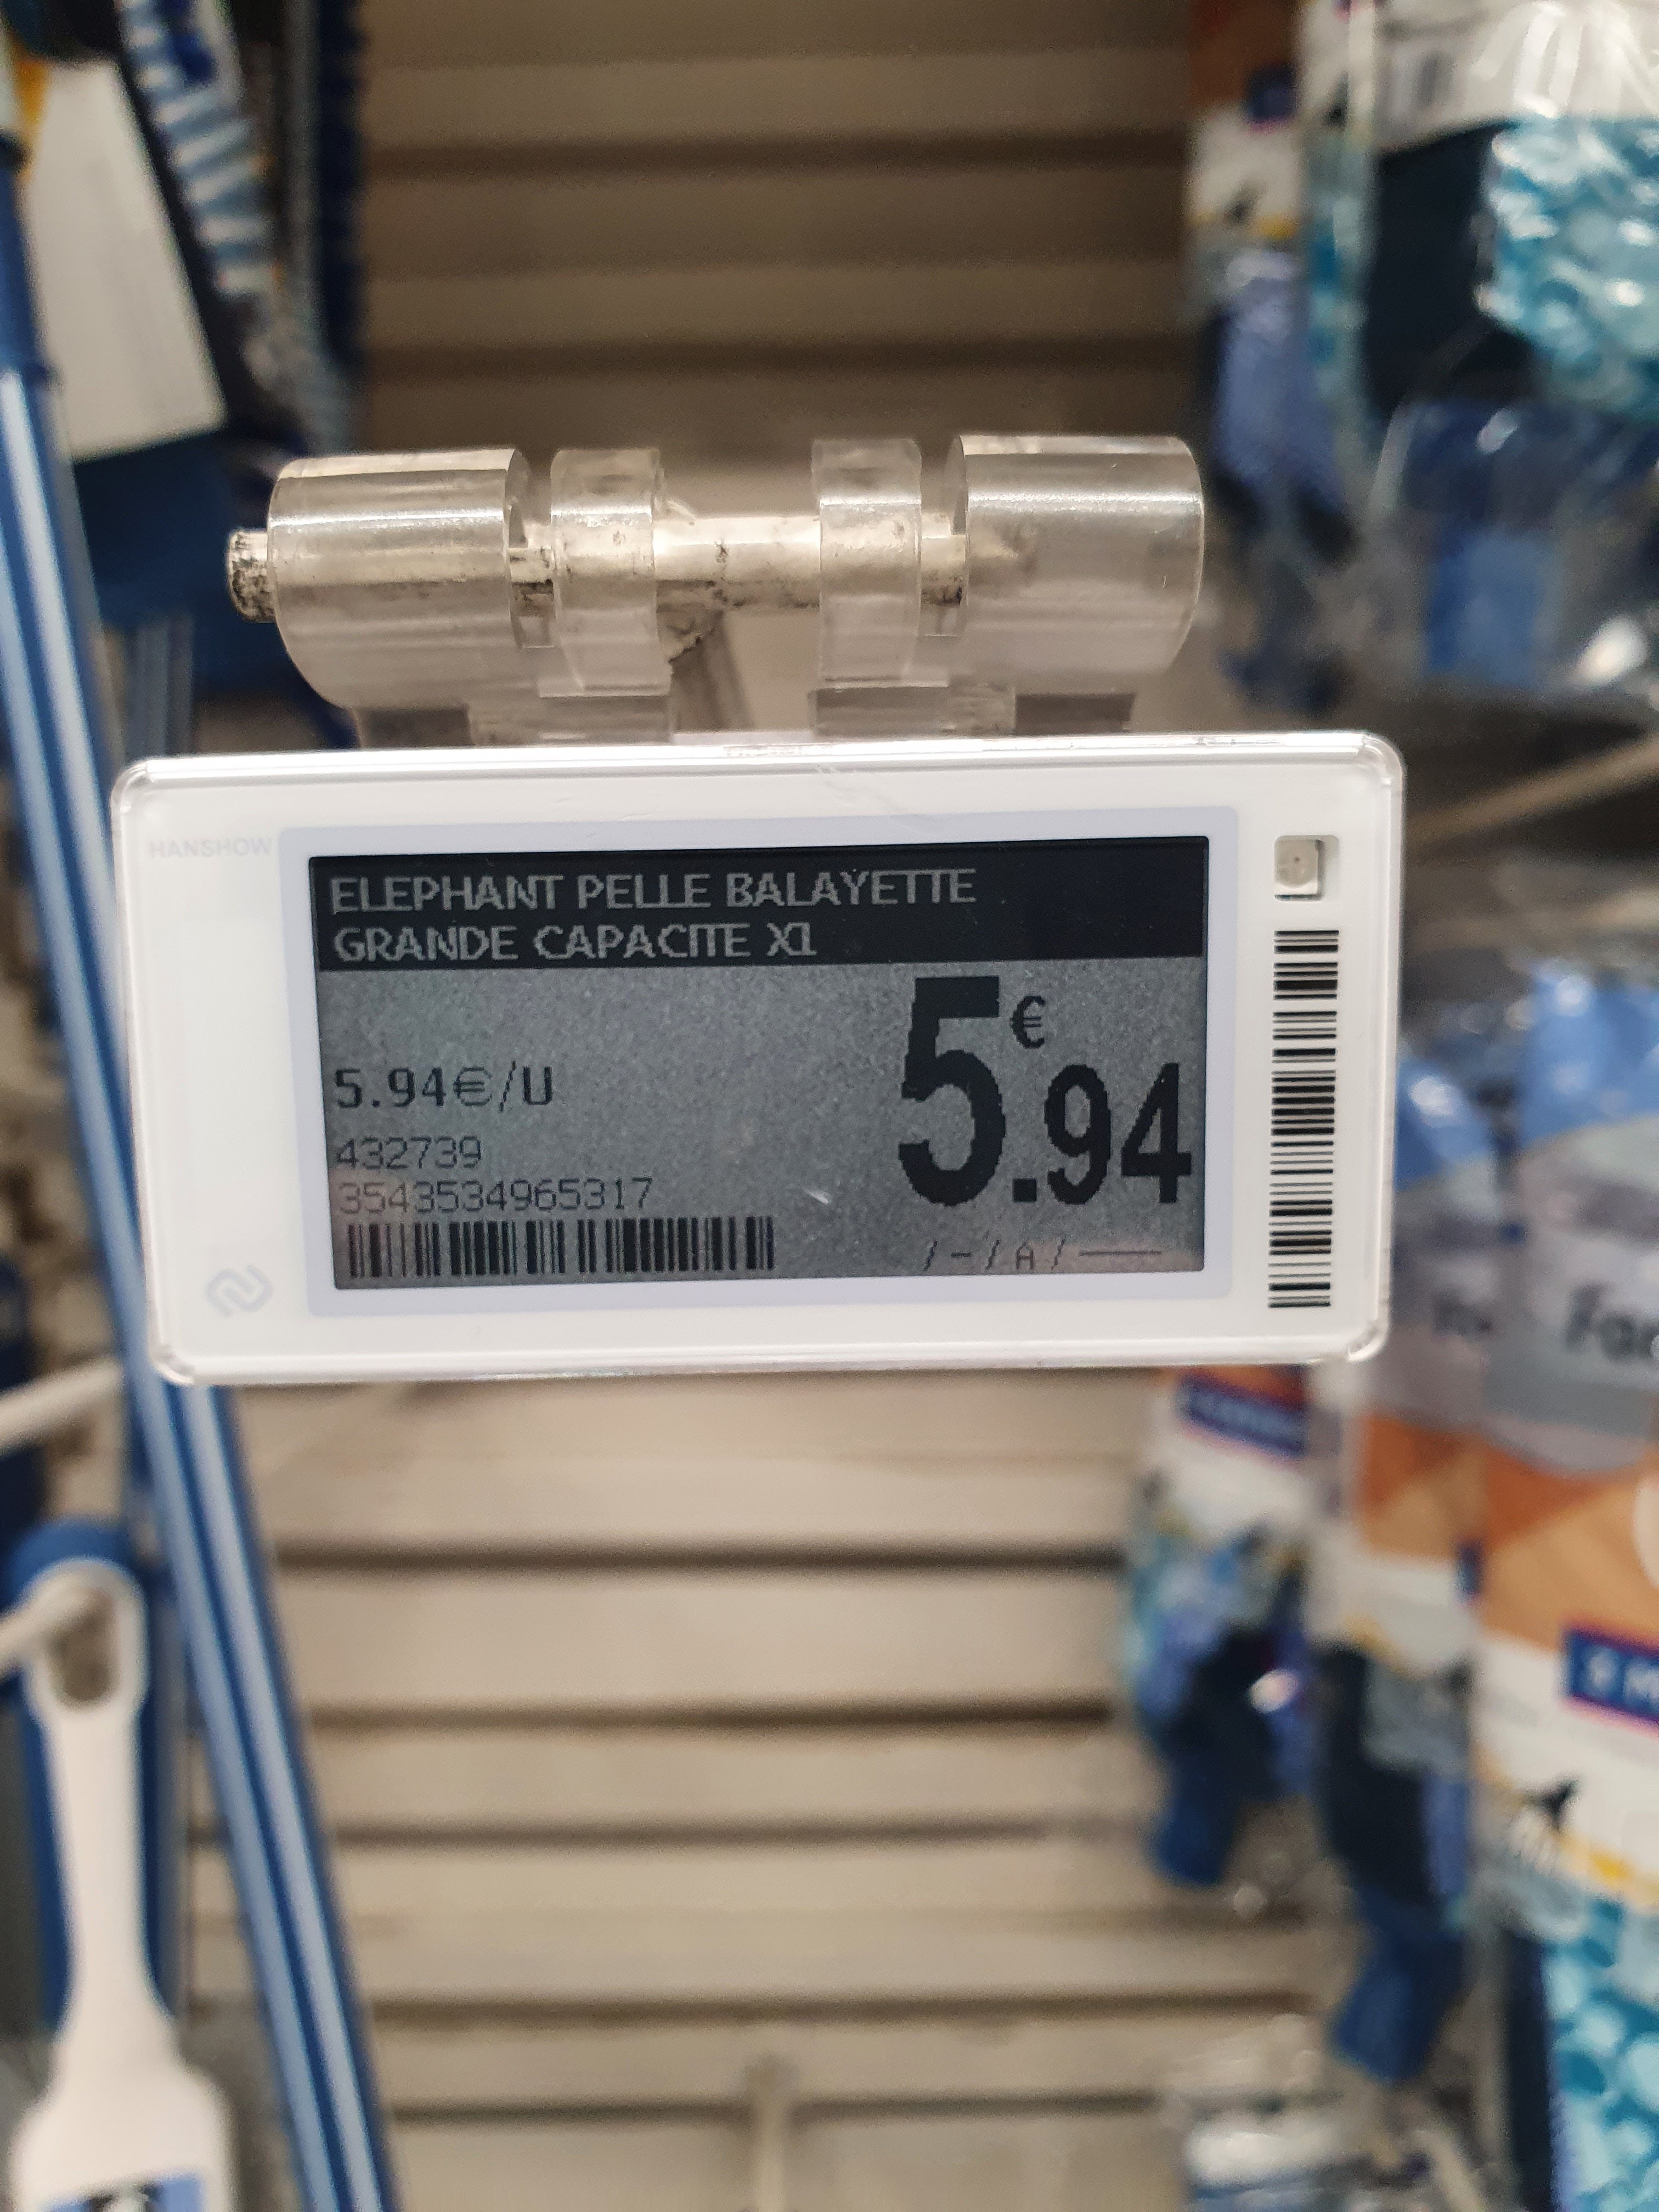 HANSHOW
ELEPHANT PELLE BALAYETTE
GRANDE CAPACITE X1
5€.94
5.94€/U
432739
3543534965317
/-/A/